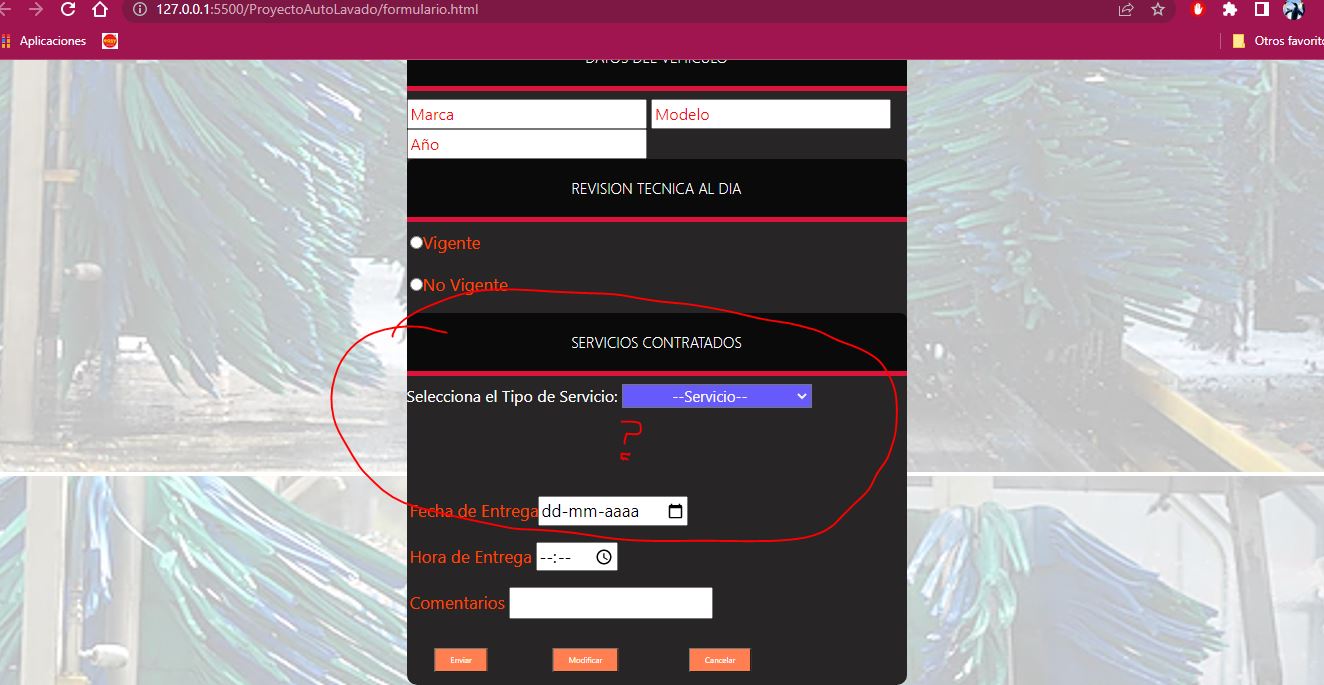 127.0.0.1:5500/ProyectoAutoLavado/formulario.html
Aplicaciones
Otros favorit
DATOS DEL VEHICULO
Marca Modelo
Año
REVISION TECNICA AL DIA
Vigente
No Vigente
SERVICIOS CONTRATADOS
Selecciona el Tipo de Servicio: --Servicio--
?
Fecha de Entrega dd-mm-aaaa
Hora de Entrega --:--
Comentarios
Enviar Modificar Cancelar